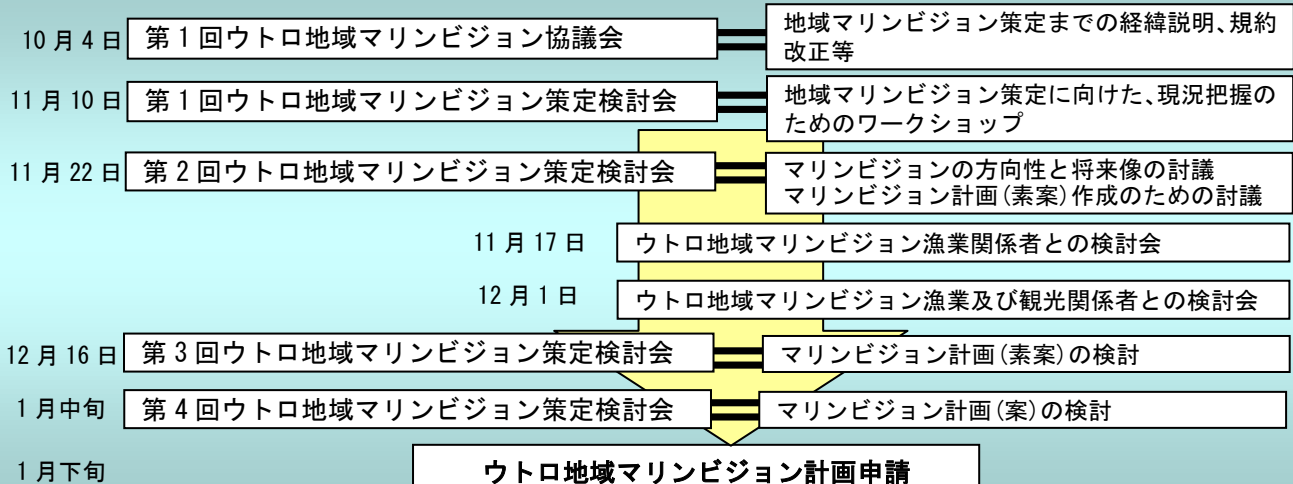 10月4日 第1回ウトロ地域マリンビジョン協議会
地域マリンビジョン策定までの経緯説明、規約
改正等
11月10日 第1回ウトロ地域マリンビジョン策定検討会
地域マリンビジョン策定に向けた、現況把握の
ためのワークショップ
11月22日 第2回ウトロ地域マリンビジョン策定検討会
マリンビジョンの方向性と将来像の討議
マリンビジョン計画(素案)作成のための討議
11月17日 ウトロ地域マリンビジョン漁業関係者との検討会
12月1日 ウトロ地域マリンビジョン漁業及び観光関係者との検討会
12月16日 第3回ウトロ地域マリンビジョン策定検討会 マリンビジョン計画(素案)の検討
1月中旬 第4回ウトロ地域マリンビジョン策定検討会 マリンビジョン計画(案)の検討
1月下旬 ウトロ地域マリンビジョン計画申請